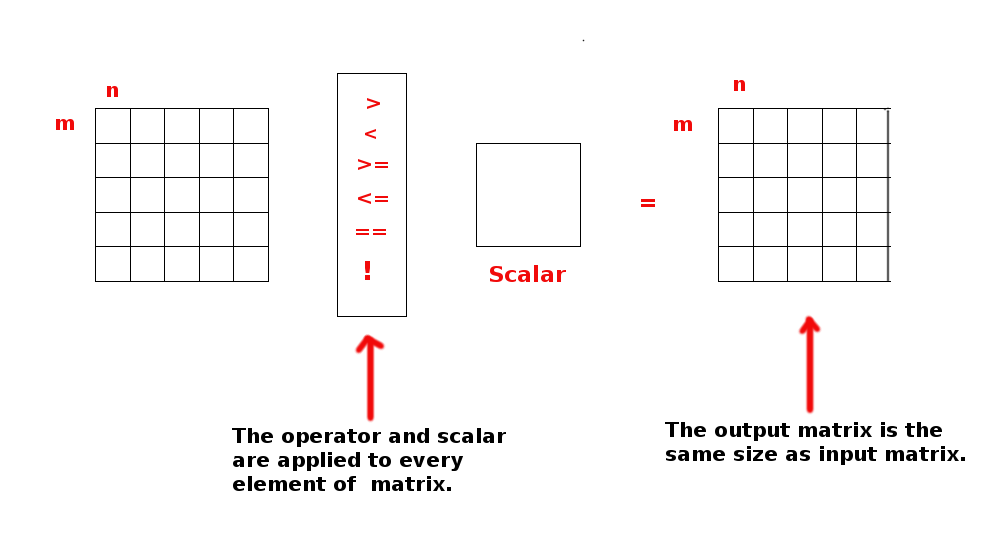 n
m
>
<
>=
<=
==
!
Scalar
=
n
m
The operator and scalar
are applied to every
element of  matrix.
The output matrix is the
same size as input matrix.